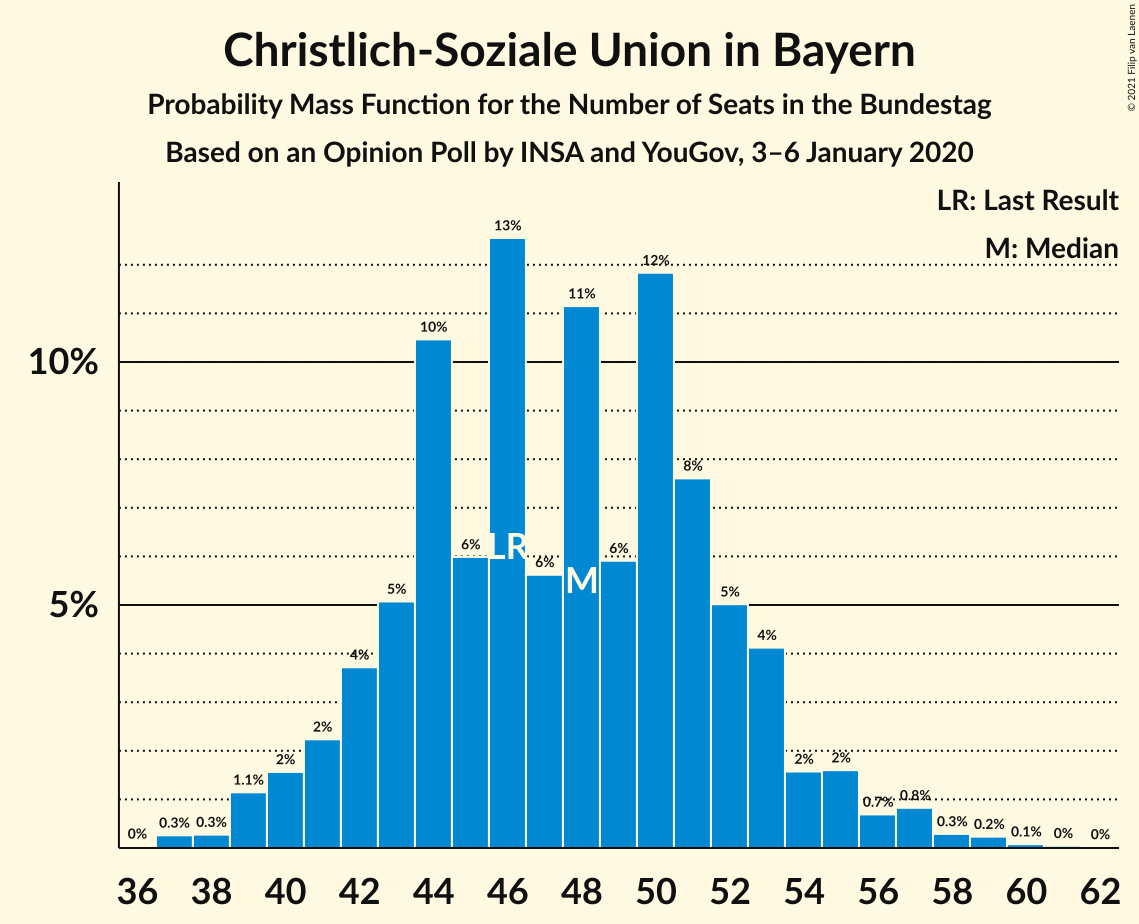 Christlich-Soziale Union in Bayern
Probability Mass Function for the Number of Seats in the Bundestag
Based on an Opinion Poll by INSA and YouGov, 3–6 January 2020
© 2021 Filip van Laenen
LR: Last Result
M: Median
10%
5%
0% 0.3% 0.3% 1.1% 2% 2% 4% 5% 10% 6% 13% 6% 11% 6% 12% 8% 5% 4% 2% 2% 0.7% 0.8% 0.3% 0.2% 0.1% 0% 0%
LR
M
36 38 40 42 44 46 48 50 52 54 56 58 60 62